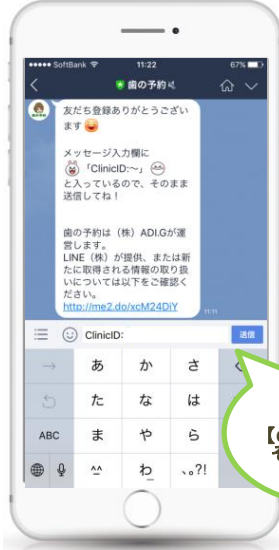 SoftBank 11:22 67%
歯の予約
友だち登録ありがとうござい
ます
メッセージ入力欄に
「ClinicID:～」
と入っているので、そのまま
送信してね！
歯の予約は（株）ADI.Gが運
営します。
LINE（株）が提供、または新
たに取得される情報の取り扱
いについては以下をご確認く
ださい。
http://me2.do/xcM24DiY
11:11
ClinicID:
送信
あ か さ
た な は
ABC ま や ら
^^ わ 、。?!